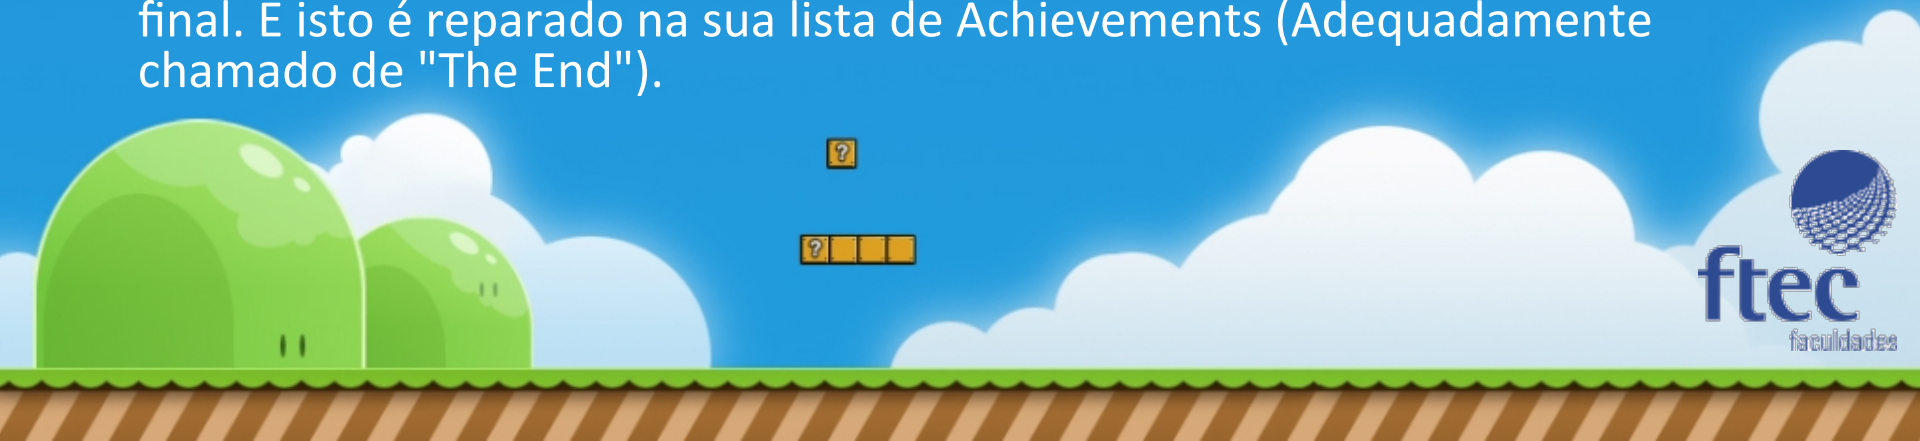 final. E isto é reparado na sua lista de Achievements (Adequadamente
chamado de "The End").
?
?
ftec
faculdades